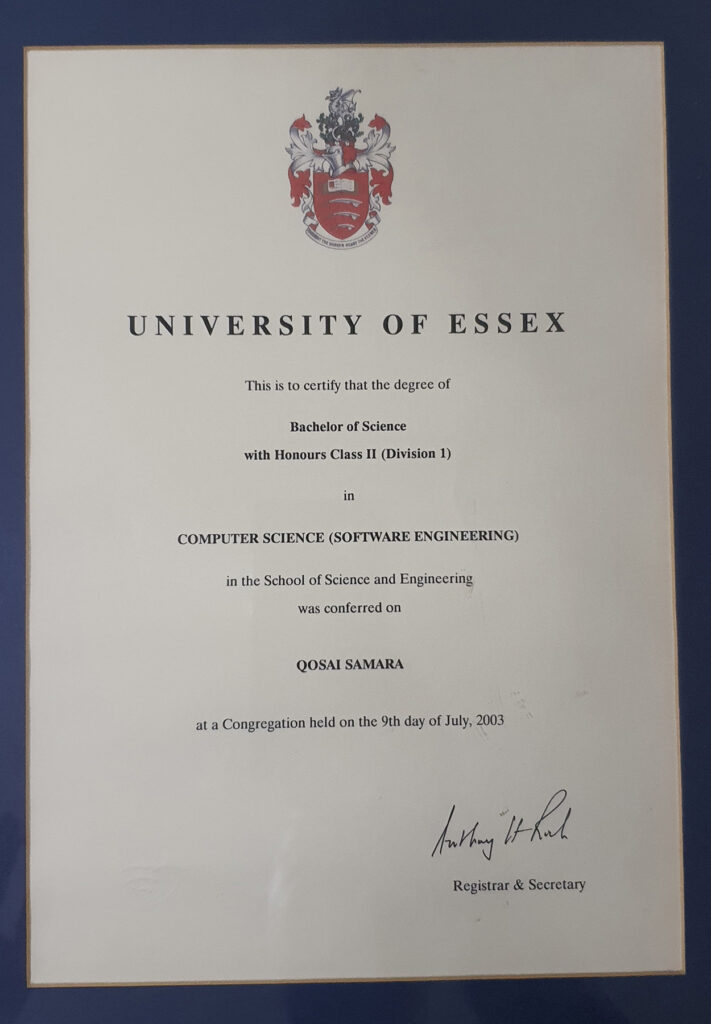 UNIVERSITY OF ESSEX
This is to certify that the degree of
Bachelor of Science
with Honours Class II (Division 1)
in
COMPUTER SCIENCE (SOFTWARE ENGINEERING)
in the School of Science and Engineering
was conferred on
QOSAI SAMARA
at a Congregation held on the 9th day of July, 2003
Registrar & Secretary